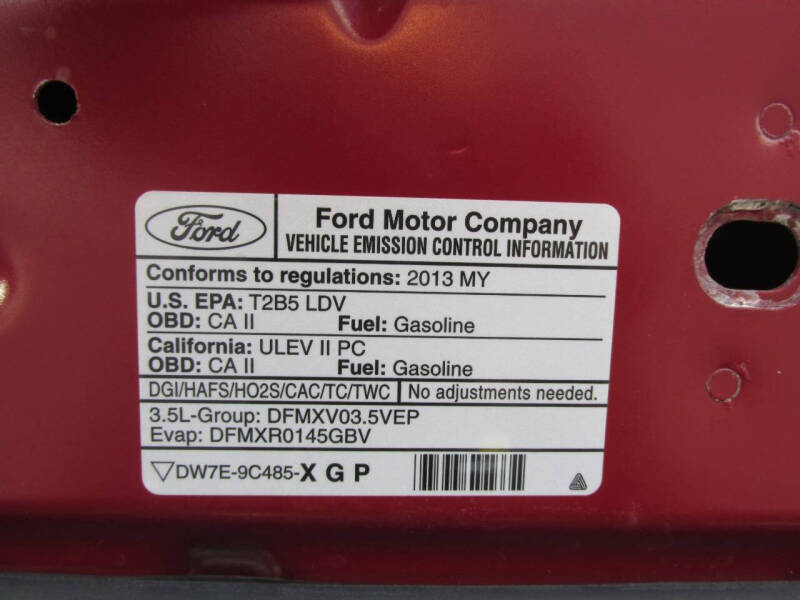 Ford
Ford Motor Company
VEHICLE EMISSION CONTROL INFORMATION
Conforms to regulations: 2013 MY
U.S. EPA: T2B5 LDV
OBD: CA II Fuel: Gasoline
California: ULEV II PC
OBD: CA II Fuel: Gasoline
DGI/HAFS/HO2S/CAC/TC/TWC No adjustments needed.
3.5L-Group: DFMXV03.5VEP
Evap: DFMXR0145GBV
▽DW7E-9C485-X G P